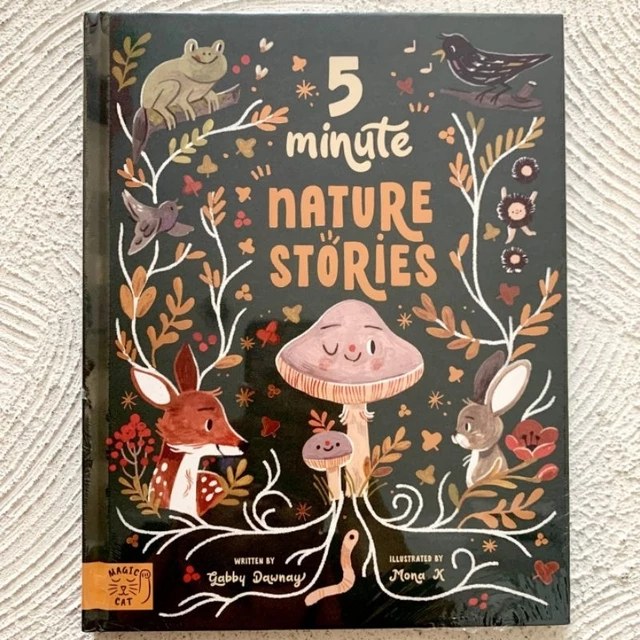 5
minute
NATURE
STORIES
WRITTEN BY
Gabby Dawnay
ILLUSTRATED BY
Mona K
MAGIC
CAT